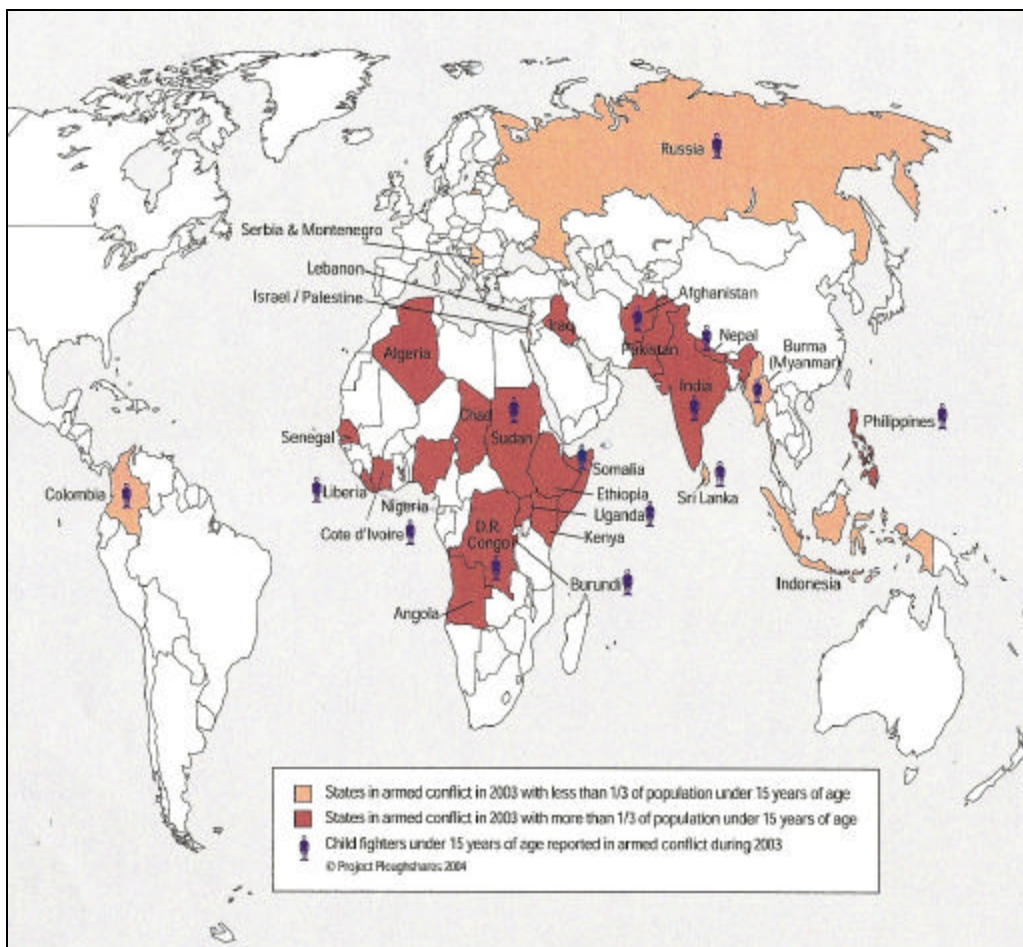 Russia
Serbia & Montenegro
Lebanon
Israel / Palestine
Afghanistan
Iraq
Nepal
Algeria
Pakistan
Burma
(Myanmar)
India
Chad
Philippines
Senegal
Sudan
Somalia
Colombia
Liberia
Ethiopia
Sri Lanka
Nigeria
Uganda
Cote d'Ivoire
D.R.
Congo
Kenya
Burundi
Indonesia
Angola
States in armed conflict in 2003 with less than 1/3 of population under 15 years of age
States in armed conflict in 2003 with more than 1/3 of population under 15 years of age
Child fighters under 15 years of age reported in armed conflict during 2003
© Project Ploughshares 2004